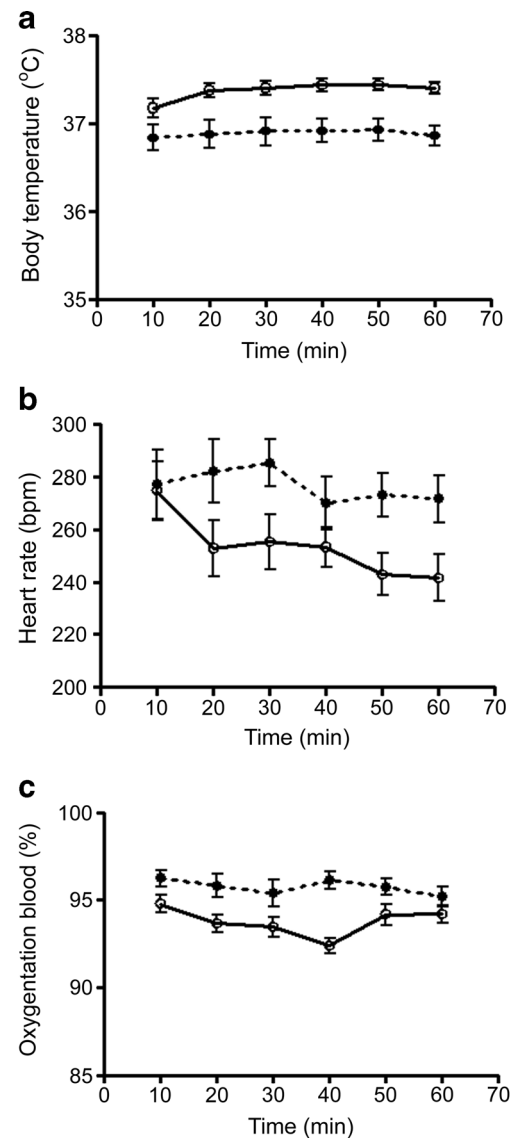 a
Body temperature (°C)
38
37
36
35
0 10 20 30 40 50 60 70
Time (min)
b
Heart rate (bpm)
300
280
260
240
220
200
0 10 20 30 40 50 60 70
Time (min)
c
Oxygentation blood (%)
100
95
90
85
0 10 20 30 40 50 60 70
Time (min)